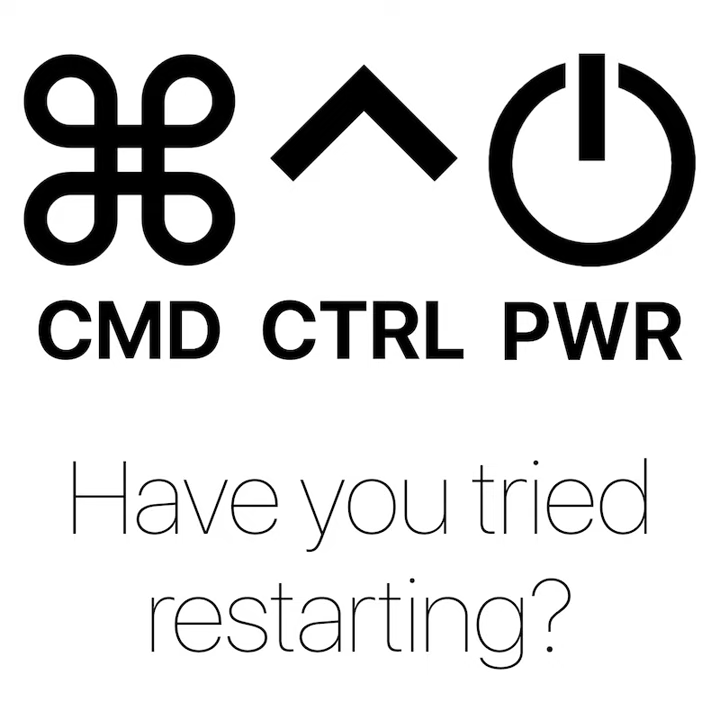 ⌘ ⌃ ⏻
CMD CTRL PWR
Have you tried
restarting?